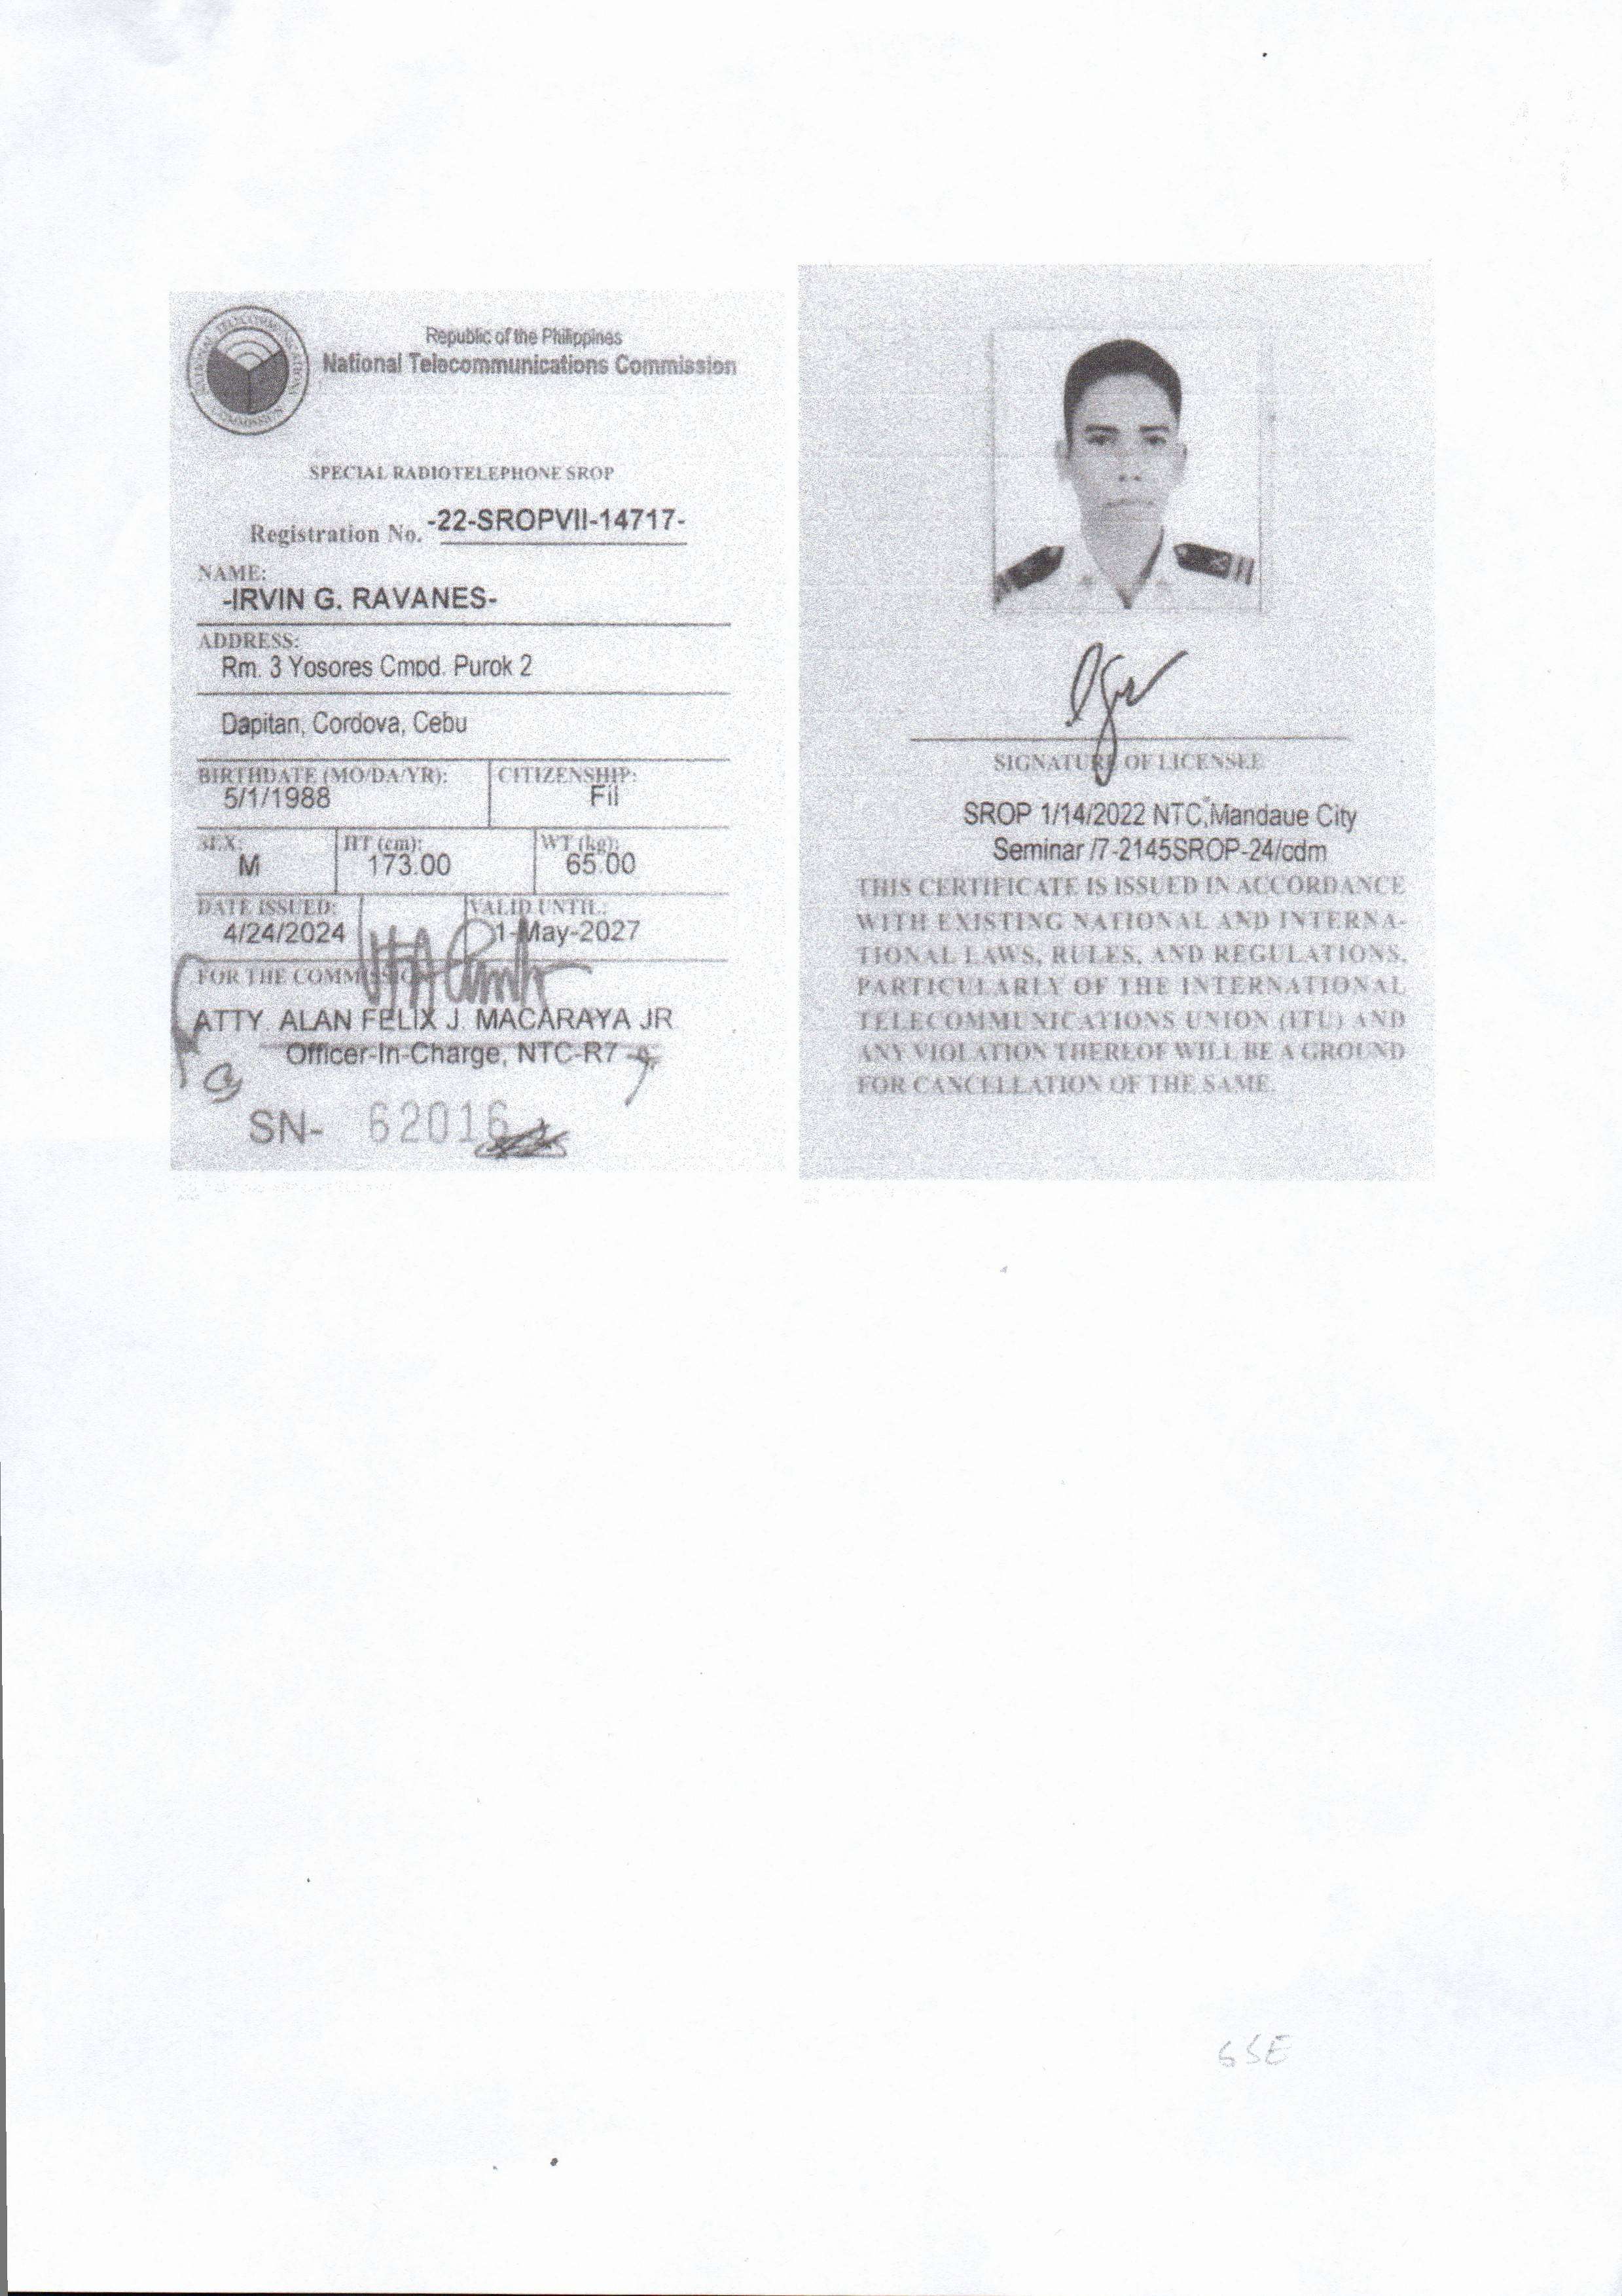 Republic of the Philippines
National Telecommunications Commission
SPECIAL RADIOTELEPHONE SROP
Registration No. -22-SROPVII-14717-
NAME:
-IRVIN G. RAVANES-
ADDRESS:
Rm. 3 Yosores Cmpd. Purok 2
Dapitan, Cordova, Cebu
BIRTHDATE (MO/DA/YR): CITIZENSHIP:
5/1/1988 Fil
SEX: HT (cm): WT (kg):
M 173.00 65.00
DATE ISSUED: VALID UNTIL:
4/24/2024 1-May-2027
FOR THE COMMISSION
ATTY. ALAN FELIX J. MACARAYA JR
Officer-In-Charge, NTC-R7
SN- 62016
SIGNATURE OF LICENSEE
SROP 1/14/2022 NTC,Mandaue City
Seminar /7-2145SROP-24/cdm
THIS CERTIFICATE IS ISSUED IN ACCORDANCE
WITH EXISTING NATIONAL AND INTERNA-
TIONAL LAWS, RULES, AND REGULATIONS,
PARTICULARLY OF THE INTERNATIONAL
TELECOMMUNICATIONS UNION (ITU) AND
ANY VIOLATION THEREOF WILL BE A GROUND
FOR CANCELLATION OF THE SAME.